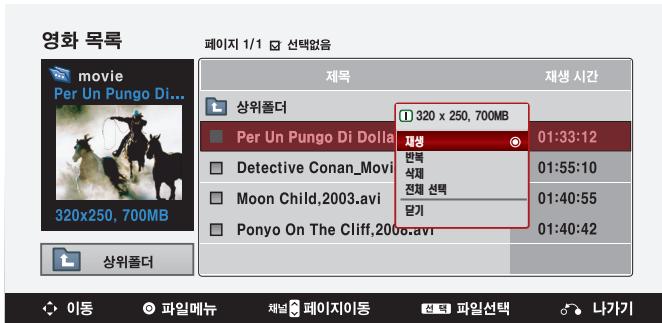 영화 목록
페이지 1/1 선택없음
movie
Per Un Pungo Di...
320x250, 700MB
상위폴더
제목 재생 시간
상위폴더
Per Un Pungo Di Dolla 01:33:12
Detective Conan_Movi 01:55:10
Moon Child,2003.avi 01:40:55
Ponyo On The Cliff,2008.avi 01:40:42
320 x 250, 700MB
재생
반복
삭제
전체 선택
닫기
이동 파일메뉴 채널 페이지이동 선택 파일선택 나가기